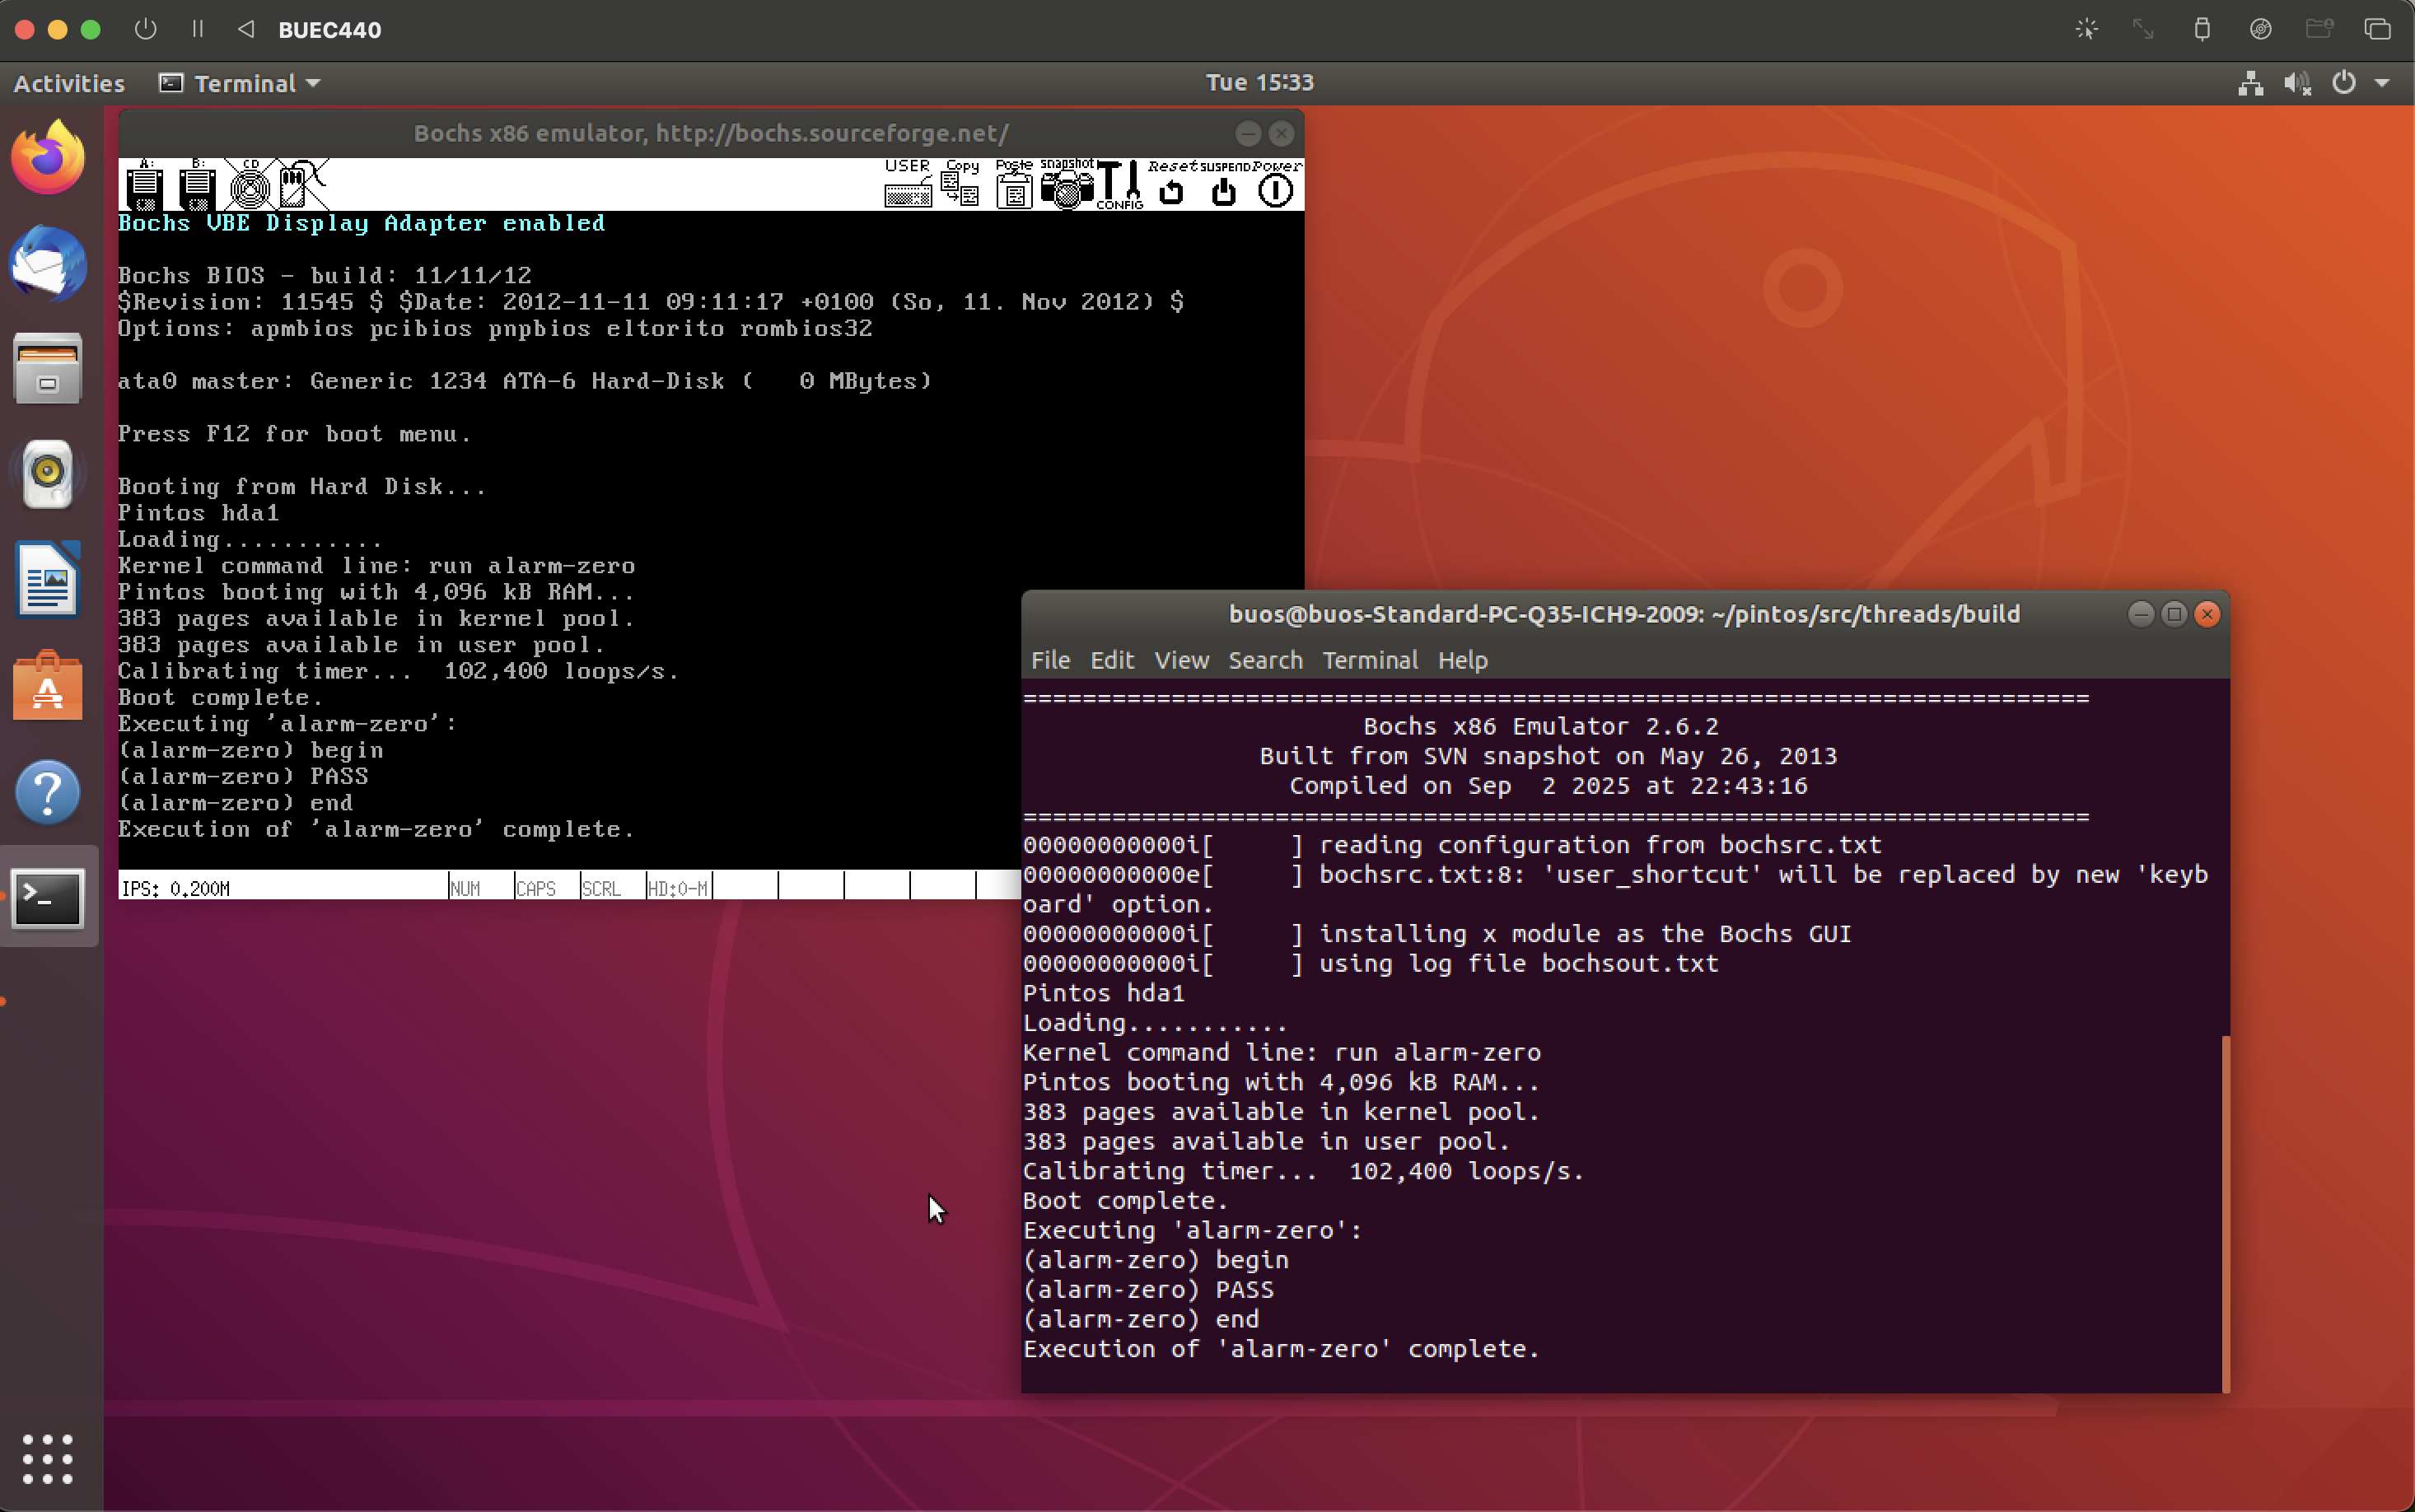 BUEC440
Activities
Terminal
Tue 15:33
Bochs x86 emulator, http://bochs.sourceforge.net/
A: B: CD
USER Copy Paste snapshot CONFIG Reset SUSPEND Power
Bochs VBE Display Adapter enabled
Bochs BIOS - build: 11/11/12
$Revision: 11545 $ $Date: 2012-11-11 09:11:17 +0100 (So, 11. Nov 2012) $
Options: apmbios pcibios pnpbios eltorito rombios32
ata0 master: Generic 1234 ATA-6 Hard-Disk (   0 MBytes)
Press F12 for boot menu.
Booting from Hard Disk...
Pintos hda1
Loading...........
Kernel command line: run alarm-zero
Pintos booting with 4,096 kB RAM...
383 pages available in kernel pool.
383 pages available in user pool.
Calibrating timer...  102,400 loops/s.
Boot complete.
Executing 'alarm-zero':
(alarm-zero) begin
(alarm-zero) PASS
(alarm-zero) end
Execution of 'alarm-zero' complete.
IPS: 0.200M NUM CAPS SCRL HD:0-M
buos@buos-Standard-PC-Q35-ICH9-2009: ~/pintos/src/threads/build
File Edit View Search Terminal Help
========================================================================
Bochs x86 Emulator 2.6.2
Built from SVN snapshot on May 26, 2013
Compiled on Sep  2 2025 at 22:43:16
========================================================================
00000000000i[     ] reading configuration from bochsrc.txt
00000000000e[     ] bochsrc.txt:8: 'user_shortcut' will be replaced by new 'keyb
oard' option.
00000000000i[     ] installing x module as the Bochs GUI
00000000000i[     ] using log file bochsout.txt
Pintos hda1
Loading...........
Kernel command line: run alarm-zero
Pintos booting with 4,096 kB RAM...
383 pages available in kernel pool.
383 pages available in user pool.
Calibrating timer...  102,400 loops/s.
Boot complete.
Executing 'alarm-zero':
(alarm-zero) begin
(alarm-zero) PASS
(alarm-zero) end
Execution of 'alarm-zero' complete.